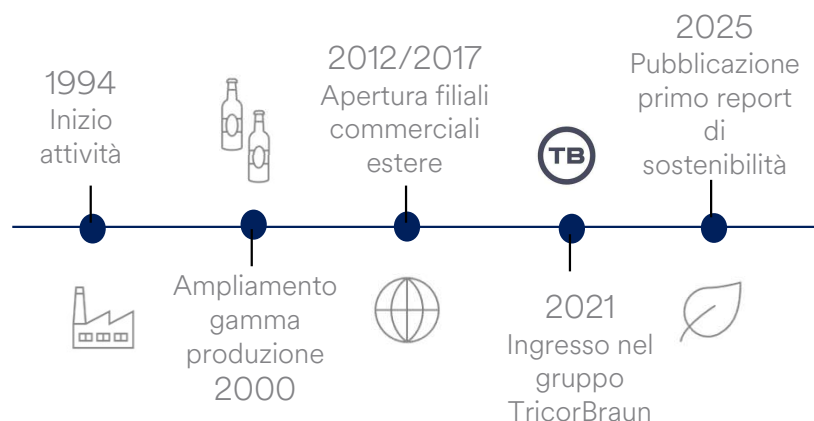 1994
Inizio
attività
Ampliamento
gamma
produzione
2000
2012/2017
Apertura filiali
commerciali
estere
TB
2021
Ingresso nel
gruppo
TricorBraun
2025
Pubblicazione
primo report
di
sostenibilità